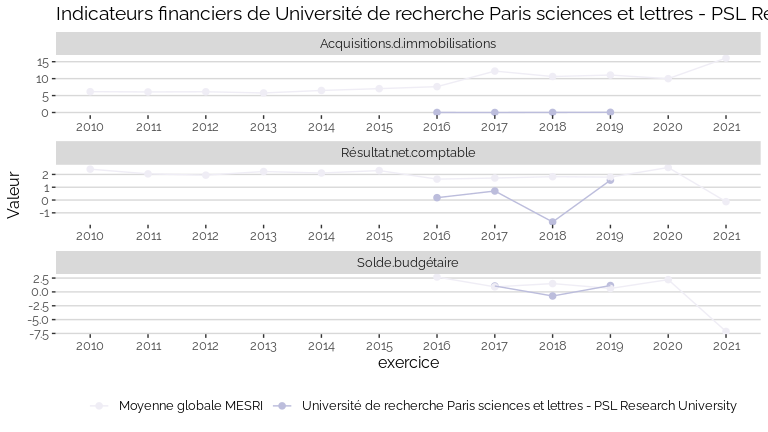 Indicateurs financiers de Université de recherche Paris sciences et lettres - PSL Re
Acquisitions.d.immobilisations
15
10
5
0
2010 2011 2012 2013 2014 2015 2016 2017 2018 2019 2020 2021
Résultat.net.comptable
2
1
0
-1
2010 2011 2012 2013 2014 2015 2016 2017 2018 2019 2020 2021
Valeur
Solde.budgétaire
2.5
0.0
-2.5
-5.0
-7.5
2010 2011 2012 2013 2014 2015 2016 2017 2018 2019 2020 2021
exercice
Moyenne globale MESRI Université de recherche Paris sciences et lettres - PSL Research University